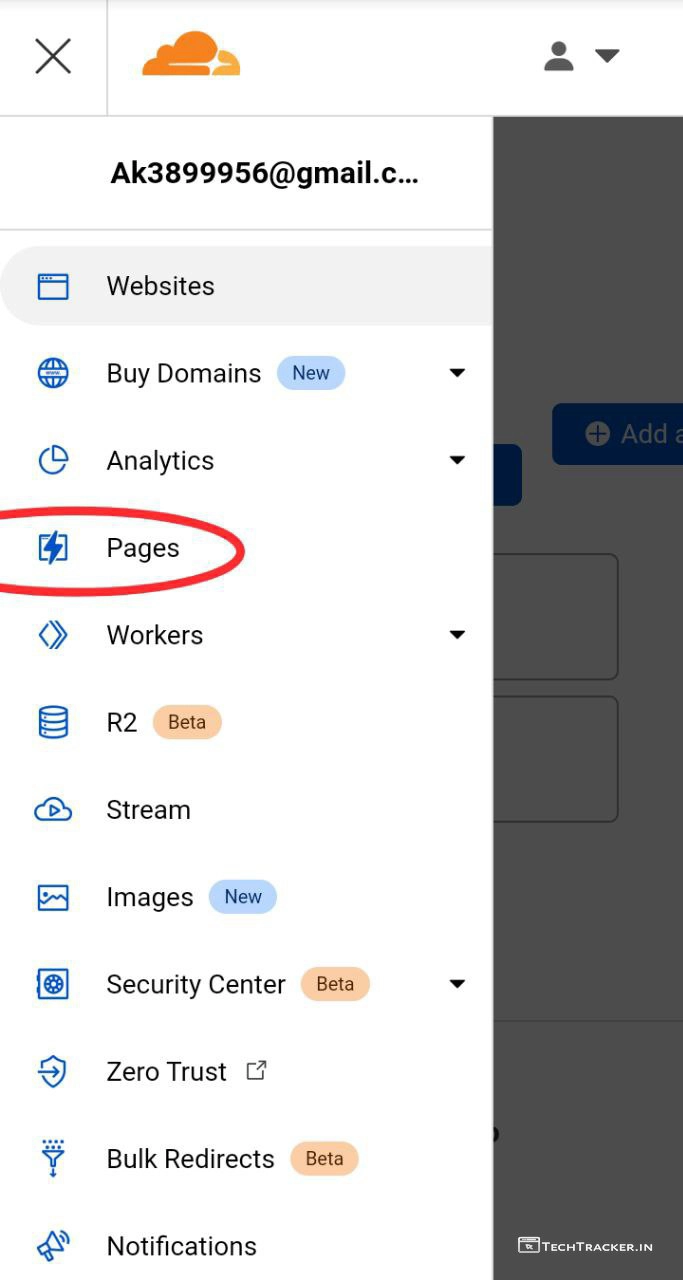 Ak3899956@gmail.c...
Websites
Buy Domains New
Add a
Analytics
Pages
Workers
R2 Beta
Stream
Images New
Security Center Beta
Zero Trust
Bulk Redirects Beta
Notifications
TECHTRACKER.IN